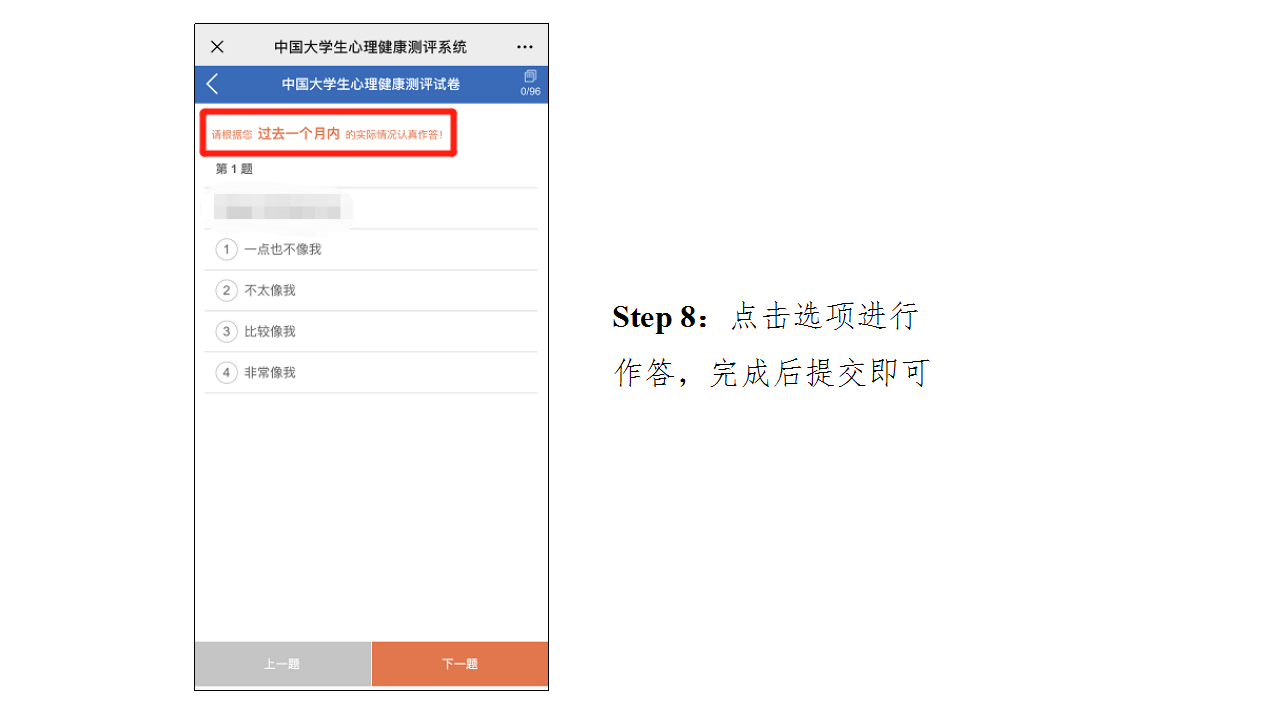 中国大学生心理健康测评系统
中国大学生心理健康测评试卷
0/96
请根据您 过去一个月内 的实际情况认真作答!
第 1 题
1 一点也不像我
2 不太像我
3 比较像我
4 非常像我
上一题 下一题
Step 8：点击选项进行
作答，完成后提交即可